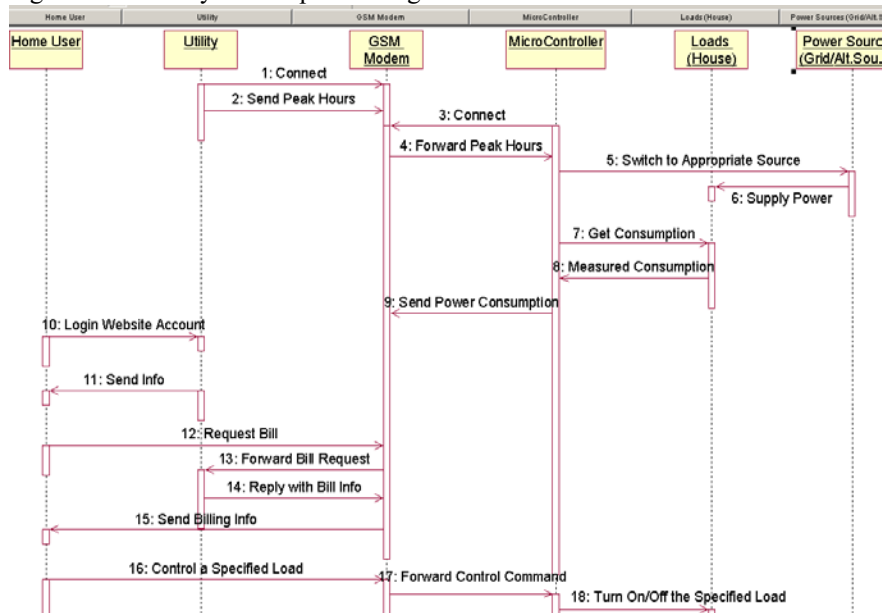 Home User
Utility
GSM Modem
MicroController
Loads(House)
Power Sources (Grid/Alt.S
Home User
Utility
GSM
Modem
MicroController
Loads
(House)
Power Sourc
(Grid/Alt.Sou.
1: Connect
2: Send Peak Hours
3: Connect
4: Forward Peak Hours
5: Switch to Appropriate Source
6: Supply Power
7: Get Consumption
8: Measured Consumption
9: Send Power Consumption
10: Login Website Account
11: Send Info
12: Request Bill
13: Forward Bill Request
14: Reply with Bill Info
15: Send Billing Info
16: Control a Specified Load
17: Forward Control Command
18: Turn On/Off the Specified Load